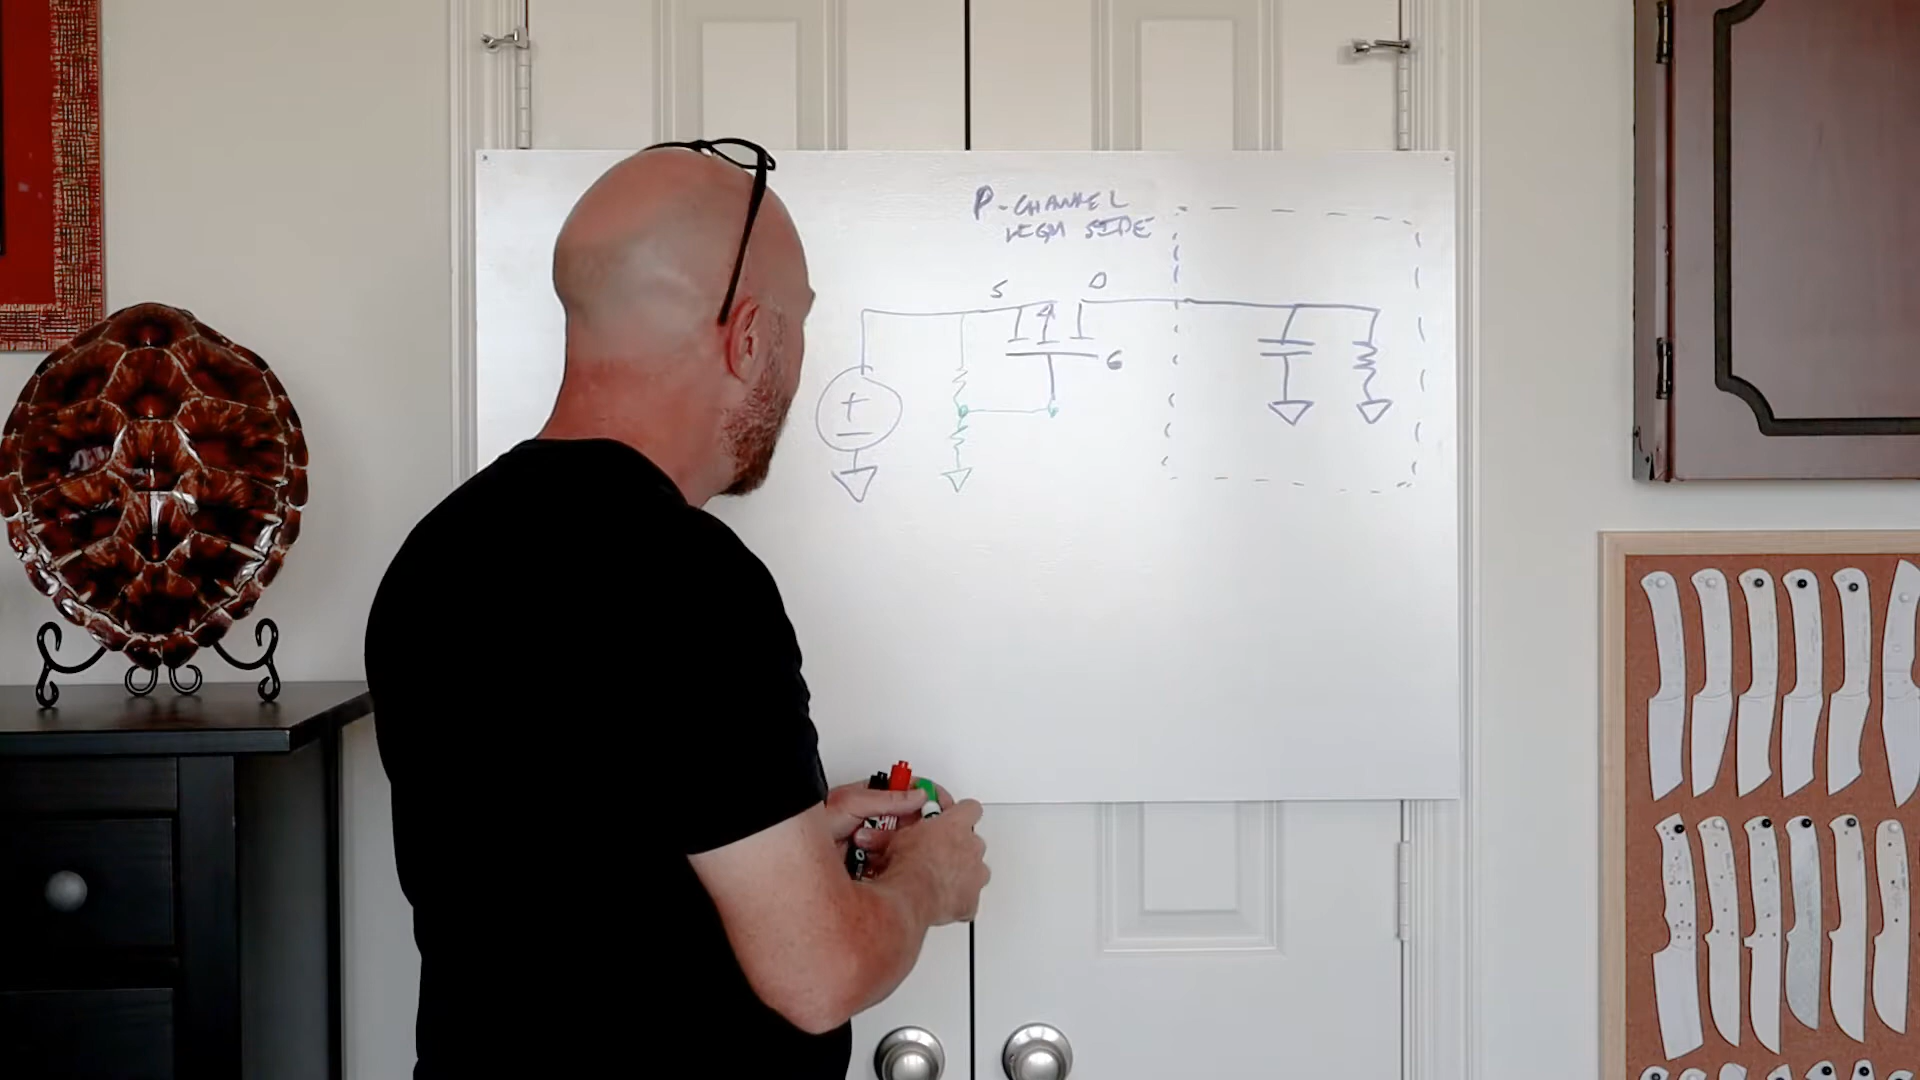 P-CHANNEL
HIGH SIDE
S D
G
+
−